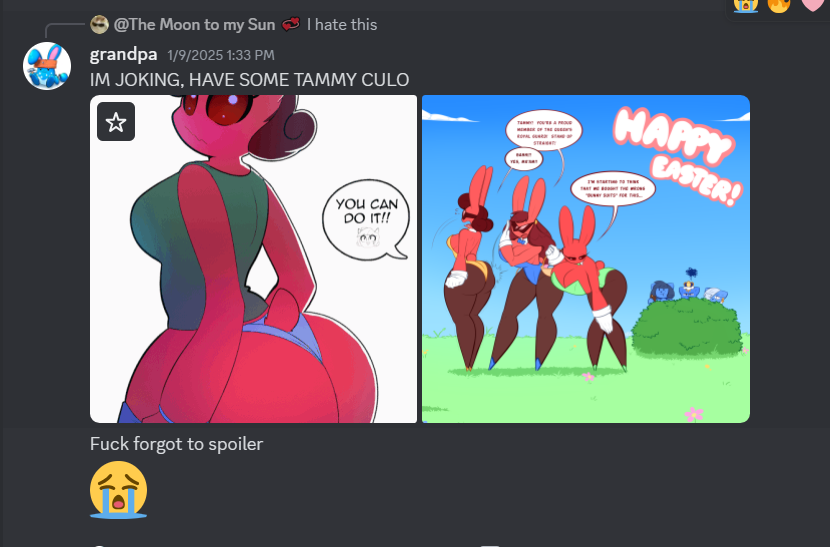 @The Moon to my Sun I hate this
grandpa 1/9/2025 1:33 PM
IM JOKING, HAVE SOME TAMMY CULO
YOU CAN
DO IT!!
TAMMY! YOU'RE A PROUD
MEMBER OF THE QUEEN'S
ROYAL GUARD! STAND UP
STRAIGHT!
YES, MA'AM!
I'M STARTING TO THINK
THAT WE BOUGHT THE WRONG
"BUNNY SUITS" FOR THIS...
HAPPY
EASTER!
Fuck forgot to spoiler